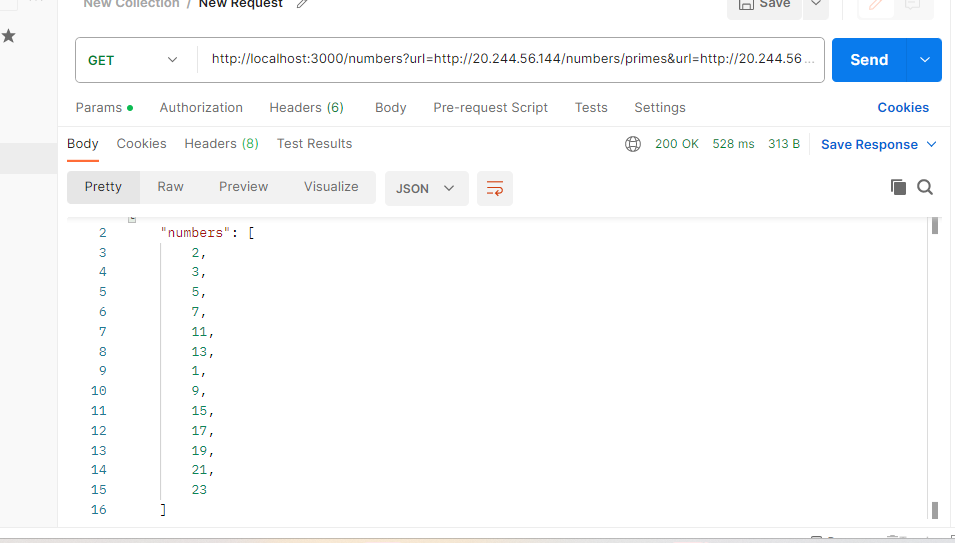 New Collection / New Request
Save
GET http://localhost:3000/numbers?url=http://20.244.56.144/numbers/primes&url=http://20.244.56... Send
Params Authorization Headers (6) Body Pre-request Script Tests Settings Cookies
Body Cookies Headers (8) Test Results 200 OK 528 ms 313 B Save Response
Pretty Raw Preview Visualize JSON
2 "numbers": [
3 2,
4 3,
5 5,
6 7,
7 11,
8 13,
9 1,
10 9,
11 15,
12 17,
13 19,
14 21,
15 23
16 ]